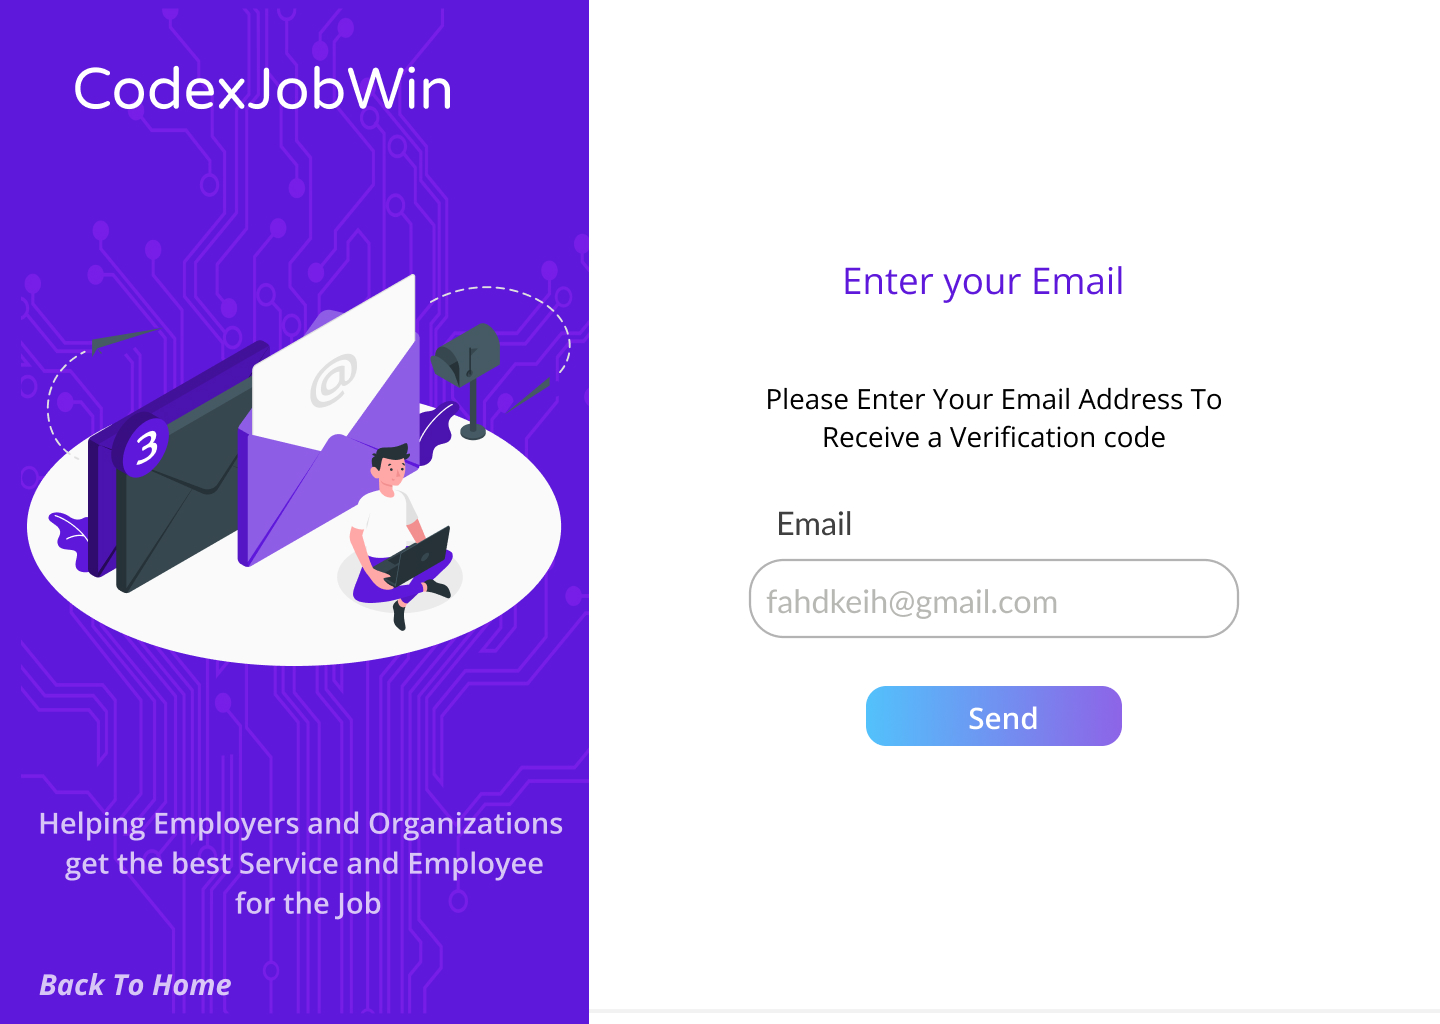 CodexJobWin
@
3
Helping Employers and Organizations
get the best Service and Employee
for the Job
Back To Home
Enter your Email
Please Enter Your Email Address To
Receive a Verification code
Email
fahdkeih@gmail.com
Send